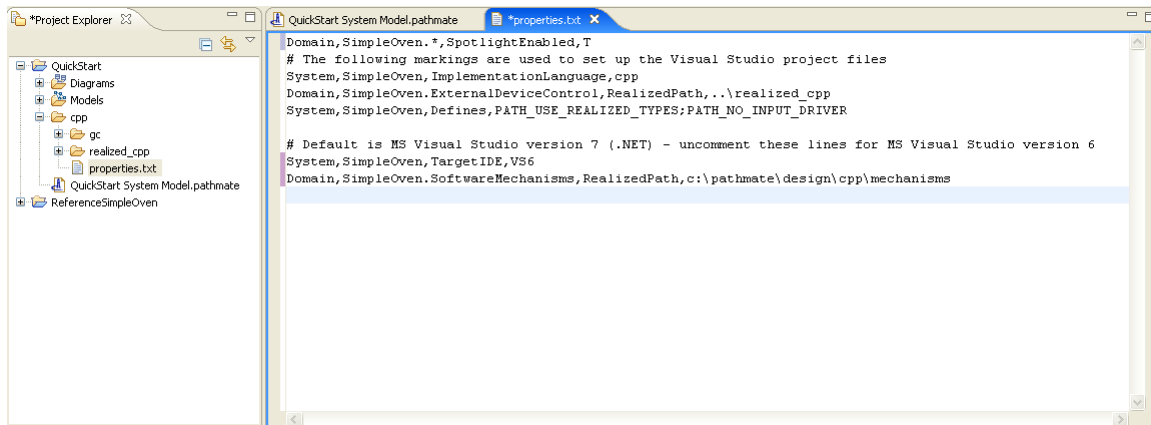 *Project Explorer
QuickStart
Diagrams
Models
cpp
gc
realized_cpp
properties.txt
QuickStart System Model.pathmate
ReferenceSimpleOven
QuickStart System Model.pathmate
*properties.txt
Domain,SimpleOven.*,SpotlightEnabled,T
# The following markings are used to set up the Visual Studio project files
System,SimpleOven,ImplementationLanguage,cpp
Domain,SimpleOven.ExternalDeviceControl,RealizedPath,..\realized_cpp
System,SimpleOven,Defines,PATH_USE_REALIZED_TYPES;PATH_NO_INPUT_DRIVER
# Default is MS Visual Studio version 7 (.NET) - uncomment these lines for MS Visual Studio version 6
System,SimpleOven,TargetIDE,VS6
Domain,SimpleOven.SoftwareMechanisms,RealizedPath,c:\pathmate\design\cpp\mechanisms